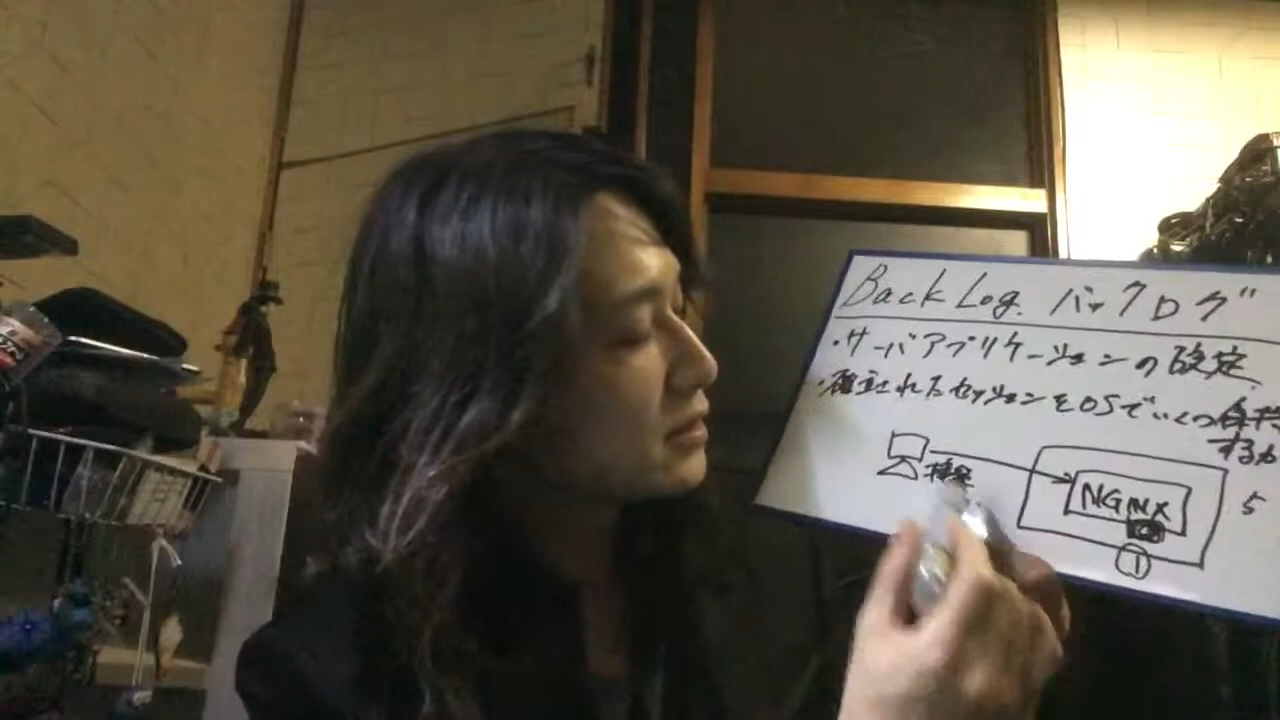 BackLog. バックログ
・サーバアプリケーションの設定
・確立されたセッションをOSでいくつ
するか
NGINX
5
①